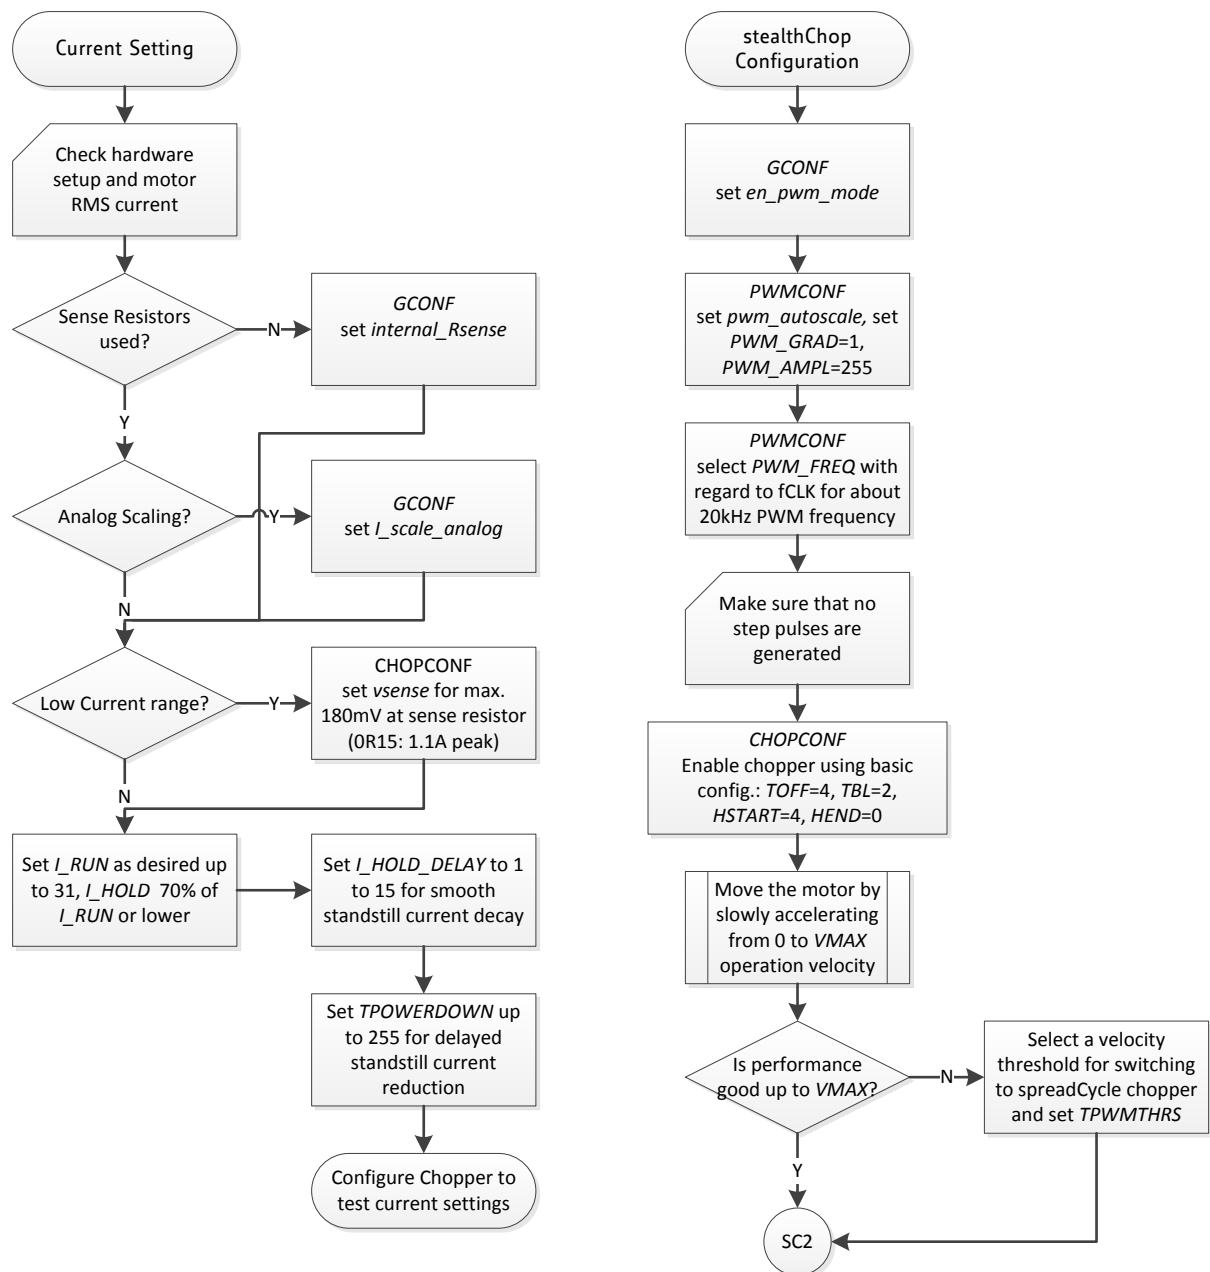 Current Setting
Check hardware
setup and motor
RMS current
Sense Resistors
used?
N
GCONF
set internal_Rsense
Y
Analog Scaling?
Y
GCONF
set I_scale_analog
N
Low Current range?
Y
CHOPCONF
set vsense for max.
180mV at sense resistor
(0R15: 1.1A peak)
N
Set I_RUN as desired up
to 31, I_HOLD 70% of
I_RUN or lower
Set I_HOLD_DELAY to 1
to 15 for smooth
standstill current decay
Set TPOWERDOWN up
to 255 for delayed
standstill current
reduction
Configure Chopper to
test current settings
stealthChop
Configuration
GCONF
set en_pwm_mode
PWMCONF
set pwm_autoscale, set
PWM_GRAD=1,
PWM_AMPL=255
PWMCONF
select PWM_FREQ with
regard to fCLK for about
20kHz PWM frequency
Make sure that no
step pulses are
generated
CHOPCONF
Enable chopper using basic
config.: TOFF=4, TBL=2,
HSTART=4, HEND=0
Move the motor by
slowly accelerating
from 0 to VMAX
operation velocity
Is performance
good up to VMAX?
N
Select a velocity
threshold for switching
to spreadCycle chopper
and set TPWMTHRS
Y
SC2